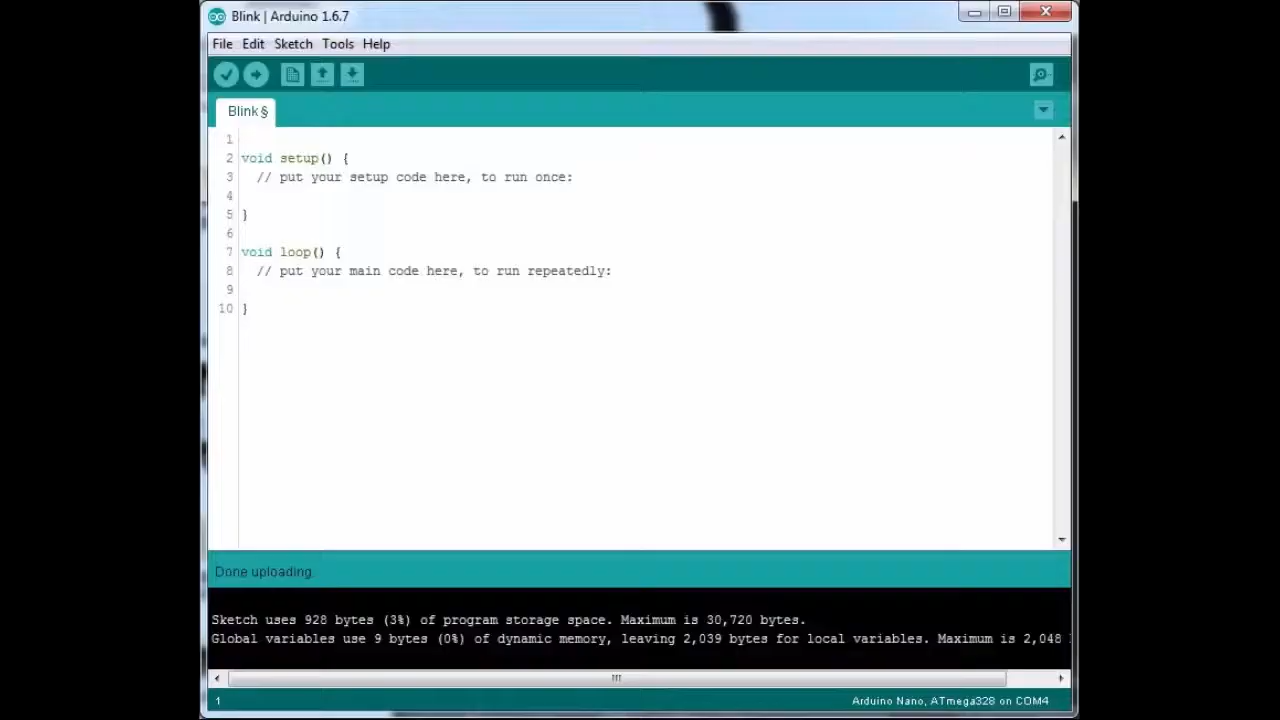 Blink | Arduino 1.6.7
File Edit Sketch Tools Help
Blink §
1
2 void setup() {
3 // put your setup code here, to run once:
4
5 }
6
7 void loop() {
8 // put your main code here, to run repeatedly:
9
10 }
Done uploading.
Sketch uses 928 bytes (3%) of program storage space. Maximum is 30,720 bytes.
Global variables use 9 bytes (0%) of dynamic memory, leaving 2,039 bytes for local variables. Maximum is 2,048
1 Arduino Nano, ATmega328 on COM4